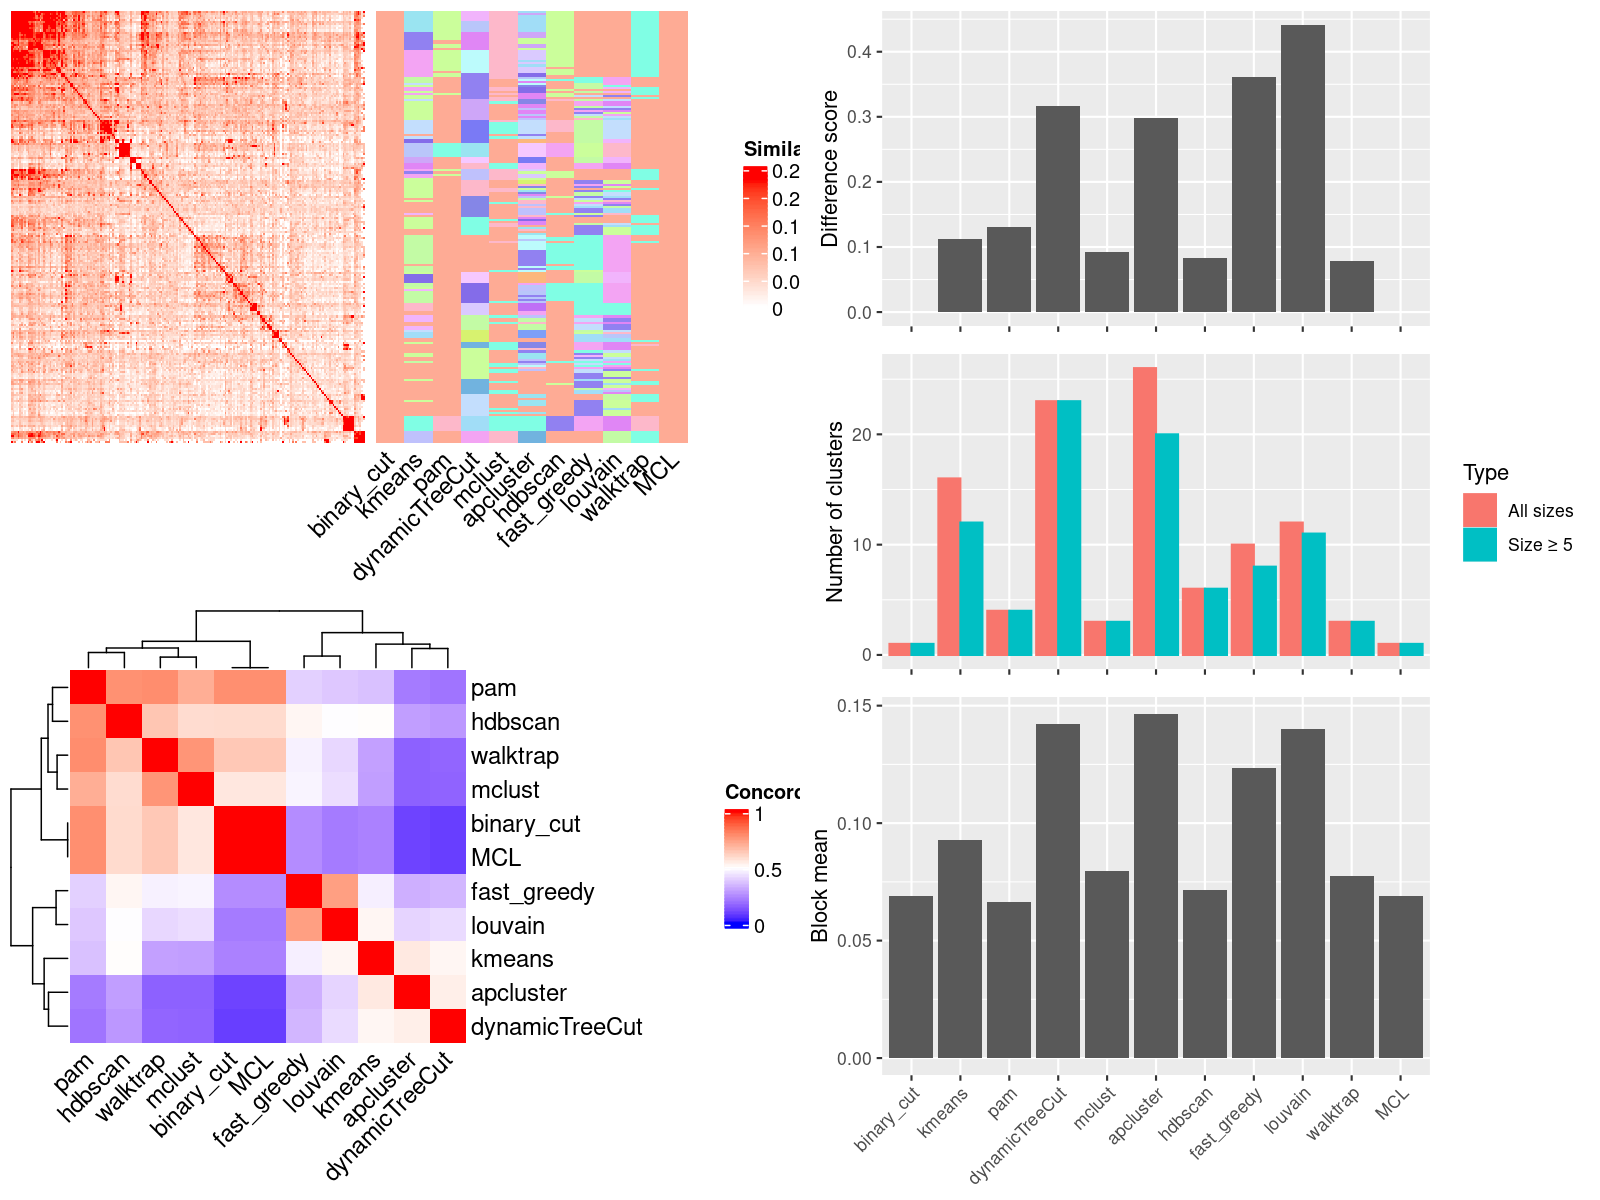 Simila
0.2
0.2
0.1
0.1
0.0
0
binary_cut
kmeans
pam
dynamicTreeCut
mclust
apcluster
hdbscan
fast_greedy
louvain
walktrap
MCL
pam
hdbscan
walktrap
mclust
binary_cut
MCL
fast_greedy
louvain
kmeans
apcluster
dynamicTreeCut
pam
hdbscan
walktrap
mclust
binary_cut
MCL
fast_greedy
louvain
kmeans
apcluster
dynamicTreeCut
Concord
1
0.5
0
Difference score
0.4
0.3
0.2
0.1
0.0
Number of clusters
20
10
0
Type
All sizes
Size ≥ 5
Block mean
0.15
0.10
0.05
0.00
binary_cut
kmeans
pam
dynamicTreeCut
mclust
apcluster
hdbscan
fast_greedy
louvain
walktrap
MCL